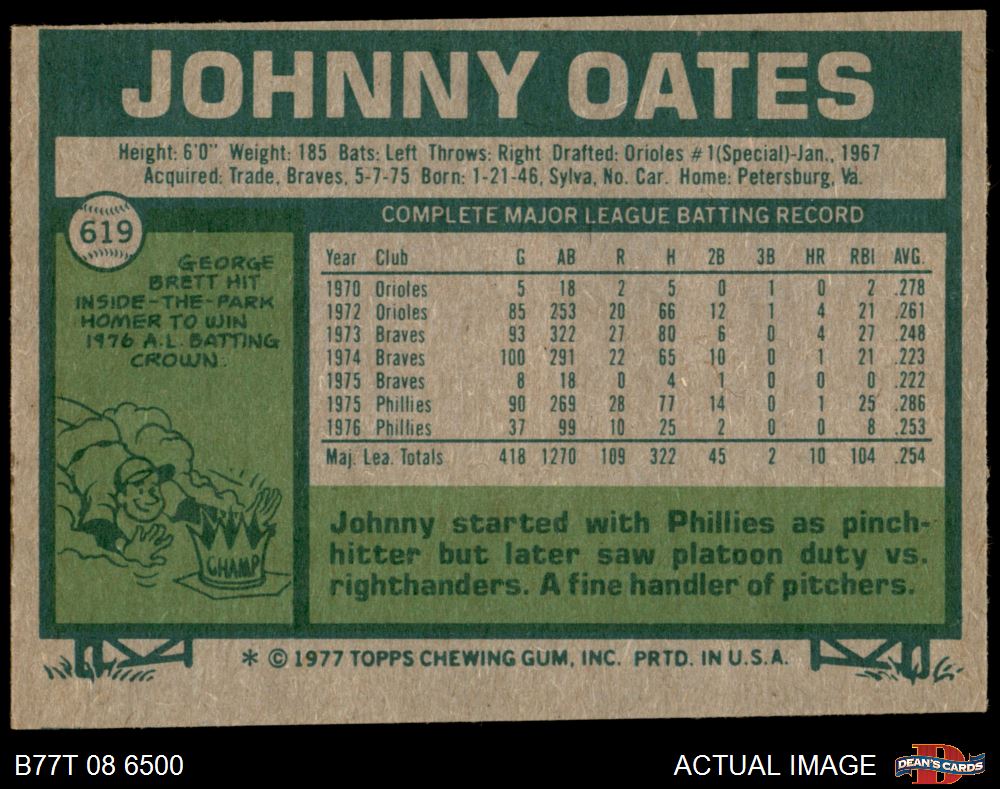 JOHNNY OATES
Height: 6'0" Weight: 185 Bats: Left Throws: Right Drafted: Orioles #1(Special)-Jan., 1967
Acquired: Trade, Braves, 5-7-75 Born: 1-21-46, Sylva, No. Car. Home: Petersburg, Va.
619
GEORGE
BRETT HIT
INSIDE-THE-PARK
HOMER TO WIN
1976 A.L. BATTING
CROWN.
CHAMP
COMPLETE MAJOR LEAGUE BATTING RECORD
Year Club G AB R H 2B 3B HR RBI AVG.
1970 Orioles 5 18 2 5 0 1 0 2 .278
1972 Orioles 85 253 20 66 12 1 4 21 .261
1973 Braves 93 322 27 80 6 0 4 27 .248
1974 Braves 100 291 22 65 10 0 1 21 .223
1975 Braves 8 18 0 4 1 0 0 0 .222
1975 Phillies 90 269 28 77 14 0 1 25 .286
1976 Phillies 37 99 10 25 2 0 0 8 .253
Maj. Lea. Totals 418 1270 109 322 45 2 10 104 .254
Johnny started with Phillies as pinch-
hitter but later saw platoon duty vs.
righthanders. A fine handler of pitchers.
* © 1977 TOPPS CHEWING GUM, INC. PRTD. IN U.S.A.
B77T 08 6500
ACTUAL IMAGE
D
DEAN'S CARDS